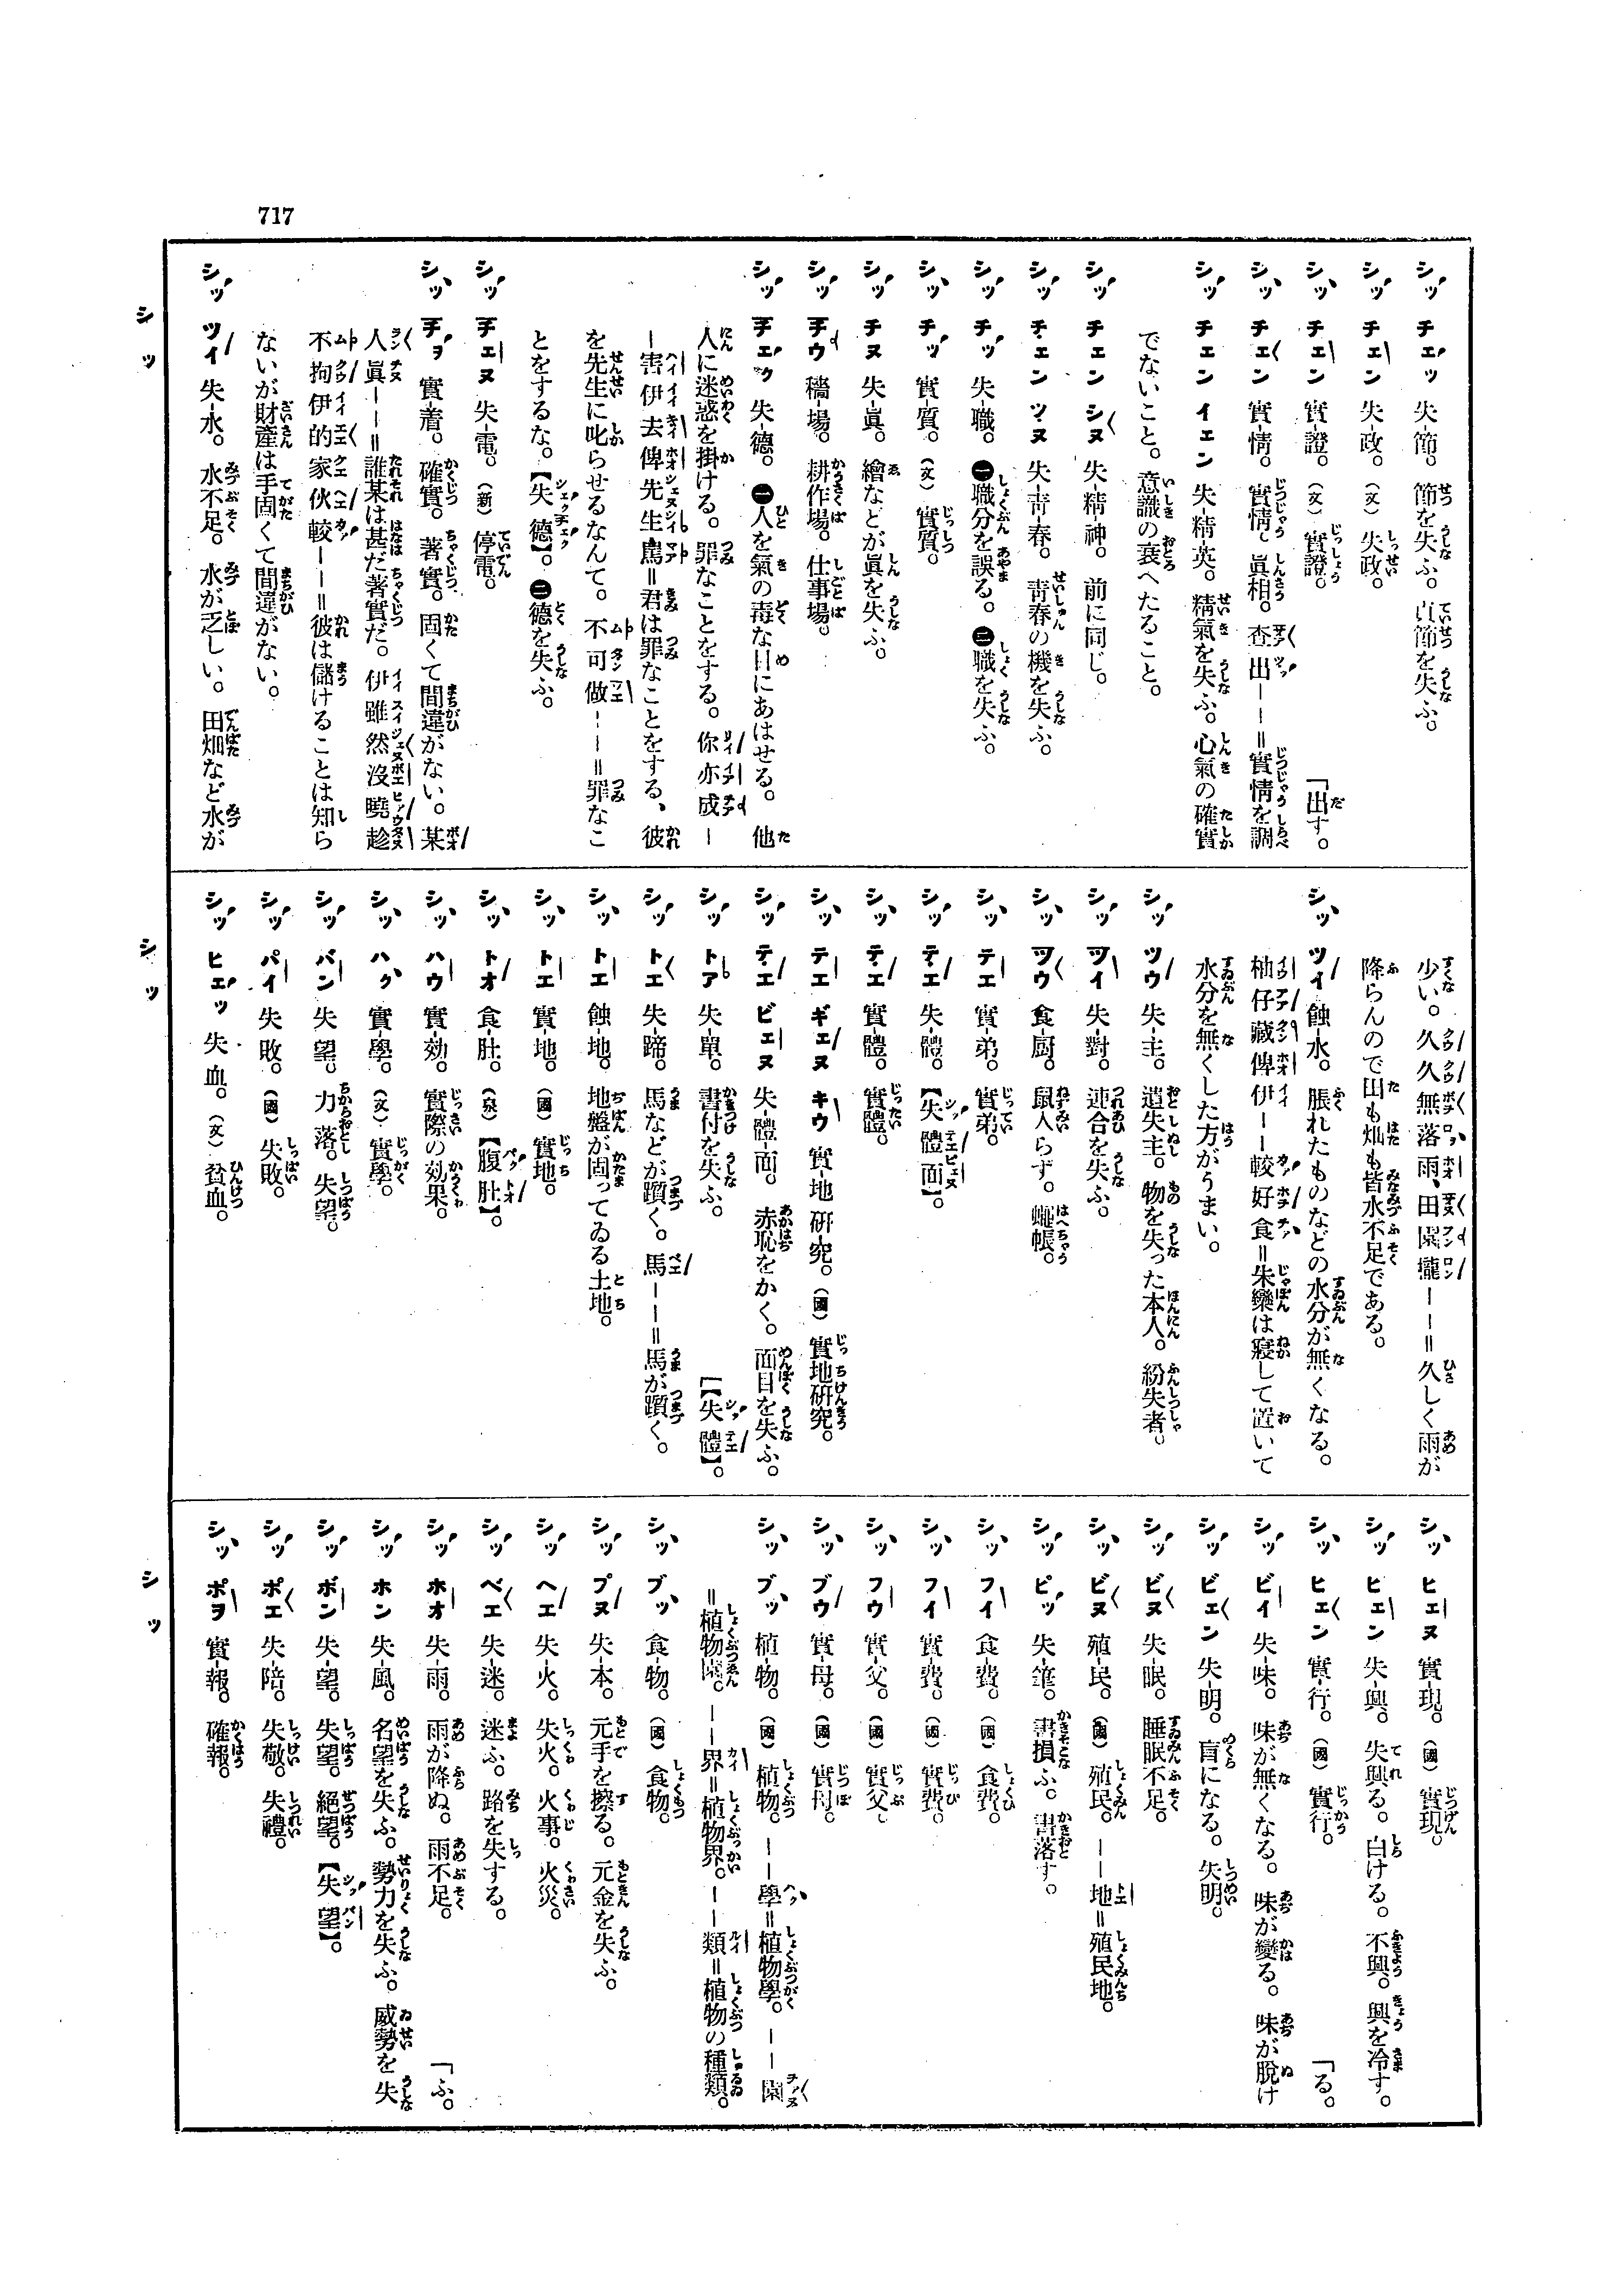 717
シッ チェッ 失-節。節を失ふ。貞節を失ふ。
シッ チェン 失-政。(文)失政。
シッ チェン 實-證。(文)實證。 「出す。
シッ チェン 實-情。實情。眞相。査出――＝實情を調
シッ チェン イェン 失-精-英。精氣を失ふ。心氣の確實
でないこと。意識の衰へたること。
シッ チェン シヌ 失-精-神。前に同じ。
シッ チェン ツヌ 失-靑-春。靑春の機を失ふ。
シッ チッ 失-職。㊀職分を誤る。㊁職を失ふ。
シッ チッ 實-質。(文)實質。
シッ チヌ 失-眞。繪などが眞を失ふ。
シッ チウ 穡-場。耕作場。仕事場。
シッ チェク 失-德。㊀人を氣の毒な目にあはせる。他
人に迷惑を掛ける。罪なことをする。你亦成―
―害伊去俾先生罵＝君は罪なことをする、彼
を先生に叱らせるなんて。不可做―――＝罪なこ
とをするな。【失德】。㊁德を失ふ。
シッ チェヌ 失-電。(新)停電。
シッ チヲ 實-着。確實。著實。固くて間違がない。某
人眞――＝誰某は甚だ著實だ。伊雖然沒曉趁
不拘伊的家伙較――＝彼は儲けることは知ら
ないが財產は手固くて間違がない。
シッ ツイ 失-水。水不足。水が乏しい。田畑など水が
シッ
少い。久久無落雨、田園壠――＝久しく雨が
降らんので田も畑も皆水不足である。
シッ ツイ 蝕-水。脹れたものなどの水分が無くなる。
柚仔藏俾伊――較好食＝朱欒は寢して置いて
水分を無くした方がうまい。
シッ ツウ 失-主。遺失主。物を失った本人。紛失者。
シッ ツイ 失-對。連合を失ふ。
シッ ツウ 食-厨。鼠入らず。蠅帳。
シッ テエ 實-弟。實弟。
シッ テエ 失-體。【失體面】。
シッ テエ 實-體。實體。
シッ テエ ギェヌ キウ 實-地 硏-究。(國)實地硏究。
シッ テエ ビェヌ 失-體-面。赤恥をかく。面目を失ふ。
シッ トア 失-單。書付を失ふ。 「【失體】。
シッ トエ 失-蹄。馬などが躓く。馬――＝馬が躓く。
シッ トエ 蝕-地。地盤が固ってゐる土地。
シッ トエ 實-地。(國)實地。
シッ トオ 食-肚。(泉)【腹肚】。
シッ ハウ 實-効。實際の効果。
シッ ハク 實-學。(文)實學。
シッ バン 失-望。力落。失望。
シッ パイ 失-敗。(國)失敗。
シッ ヒェッ 失-血。(文)貧血。
シッ
シッ ヒェヌ 實-現。(國)實現。
シッ ヒェン 失-興。失興る。白ける。不興。興を冷す。
シッ ヒェン 實-行。(國)實行。 「る。
シッ ビイ 失-味。味が無くなる。味が變る。味が脫け
シッ ビェン 失-明。盲になる。失明。
シッ ビヌ 失-眠。睡眠不足。
シッ ビヌ 殖-民。(國)殖民。――地＝殖民地。
シッ ピッ 失-筆。書損ふ。書落す。
シッ フイ 食-費。(國)食費。
シッ フイ 實-費。(國)實費。
シッ フウ 實-父。(國)實父。
シッ ブウ 實-母。(國)實母。
シッ ブッ 植-物。(國)植物。――學＝植物學。――園
＝植物園。――界＝植物界。――類＝植物の種類。
シッ ブッ 食-物。(國)食物。
シッ プヌ 失-本。元手を擦る。元金を失ふ。
シッ ヘエ 失-火。失火。火事。火災。
シッ ベエ 失-迷。迷ふ。路を失する。
シッ ホオ 失-雨。雨が降ぬ。雨不足。 「ふ。
シッ ホン 失-風。名望を失ふ。勢力を失ふ。威勢を失
シッ ボン 失-望。失望。絕望。【失望】。
シッ ポエ 失-陪。失敬。失禮。
シッ ポヲ 實-報。確報。
シッ